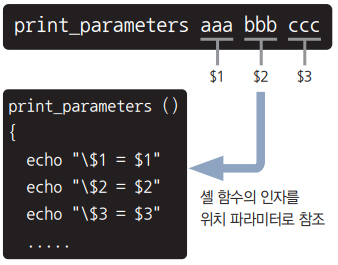 print_parameters aaa bbb ccc
$1 $2 $3
print_parameters ()
{
echo "\$1 = $1"
echo "\$2 = $2"
echo "\$3 = $3"
.....
셸 함수의 인자를
위치 파라미터로 참조